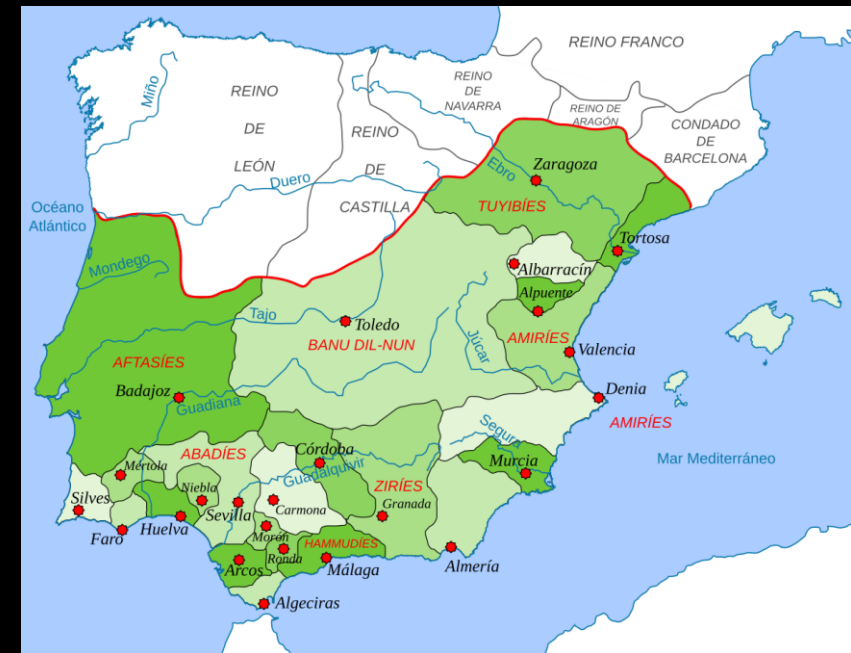 REINO FRANCO
REINO
DE
NAVARRA
REINO DE
ARAGÓN
CONDADO
DE
BARCELONA
REINO
DE
LEÓN
REINO
DE
CASTILLA
Miño
Duero
Ebro
Zaragoza
TUYIBÍES
Océano
Atlántico
Mondego
Tortosa
Albarracín
Alpuente
Tajo
Toledo
BANU DIL-NUN
Júcar
AMIRÍES
Valencia
AFTASÍES
Badajoz
Guadiana
Denia
AMIRÍES
Segura
Mar Mediterráneo
ABADÍES
Córdoba
Guadalquivir
Murcia
Mértola
Niebla
ZIRÍES
Silves
Sevilla
Carmona
Granada
Faro
Huelva
Morón
HAMMUDÍES
Ronda
Arcos
Málaga
Almería
Algeciras